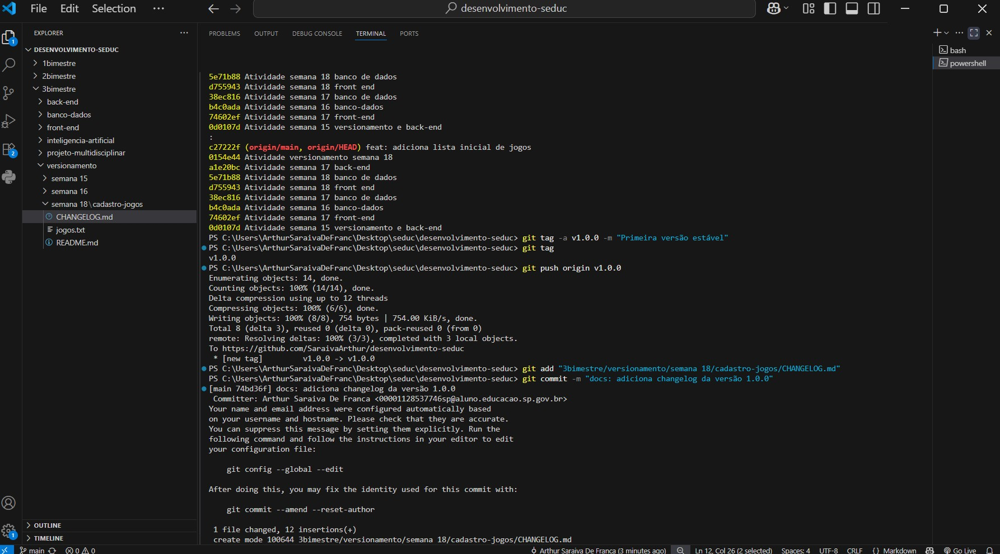 File Edit Selection ··· desenvolvimento-seduc
EXPLORER ···
DESENVOLVIMENTO-SEDUC
1bimestre
2bimestre
3bimestre
back-end
banco-dados
front-end
inteligencia-artificial
projeto-multidisciplinar
versionamento
semana 15
semana 16
semana 18\cadastro-jogos
CHANGELOG.md
jogos.txt
README.md
OUTLINE
TIMELINE
1
2
1
PROBLEMS OUTPUT DEBUG CONSOLE TERMINAL PORTS
bash
powershell
5e71b88 Atividade semana 18 banco de dados
d755943 Atividade semana 18 front end
38ec816 Atividade semana 17 banco de dados
b4c0ada Atividade semana 16 banco-dados
74602ef Atividade semana 17 front-end
0d0107d Atividade semana 15 versionamento e back-end
:
c27222f (origin/main, origin/HEAD) feat: adiciona lista inicial de jogos
0154e44 Atividade versionamento semana 18
a1e20bc Atividade semana 17 back-end
5e71b88 Atividade semana 18 banco de dados
d755943 Atividade semana 18 front end
38ec816 Atividade semana 17 banco de dados
b4c0ada Atividade semana 16 banco-dados
74602ef Atividade semana 17 front-end
0d0107d Atividade semana 15 versionamento e back-end
PS C:\Users\ArthurSaraivaDeFranc\Desktop\seduc\desenvolvimento-seduc> git tag -a v1.0.0 -m "Primeira versão estável"
PS C:\Users\ArthurSaraivaDeFranc\Desktop\seduc\desenvolvimento-seduc> git tag
v1.0.0
PS C:\Users\ArthurSaraivaDeFranc\Desktop\seduc\desenvolvimento-seduc> git push origin v1.0.0
Enumerating objects: 14, done.
Counting objects: 100% (14/14), done.
Delta compression using up to 12 threads
Compressing objects: 100% (6/6), done.
Writing objects: 100% (8/8), 754 bytes | 754.00 KiB/s, done.
Total 8 (delta 3), reused 0 (delta 0), pack-reused 0 (from 0)
remote: Resolving deltas: 100% (3/3), completed with 3 local objects.
To https://github.com/SaraivaArthur/desenvolvimento-seduc
* [new tag] v1.0.0 -> v1.0.0
PS C:\Users\ArthurSaraivaDeFranc\Desktop\seduc\desenvolvimento-seduc> git add "3bimestre/versionamento/semana 18/cadastro-jogos/CHANGELOG.md"
PS C:\Users\ArthurSaraivaDeFranc\Desktop\seduc\desenvolvimento-seduc> git commit -m "docs: adiciona changelog da versão 1.0.0"
[main 74bd36f] docs: adiciona changelog da versão 1.0.0
Committer: Arthur Saraiva De Franca <00001128537746sp@aluno.educacao.sp.gov.br>
Your name and email address were configured automatically based
on your username and hostname. Please check that they are accurate.
You can suppress this message by setting them explicitly. Run the
following command and follow the instructions in your editor to edit
your configuration file:
git config --global --edit
After doing this, you may fix the identity used for this commit with:
git commit --amend --reset-author
1 file changed, 12 insertions(+)
create mode 100644 3bimestre/versionamento/semana 18/cadastro-jogos/CHANGELOG.md
main 0 0 Arthur Saraiva De Franca (3 minutes ago) Ln 12, Col 26 (2 selected) Spaces: 4 UTF-8 CRLF {} Markdown Go Live